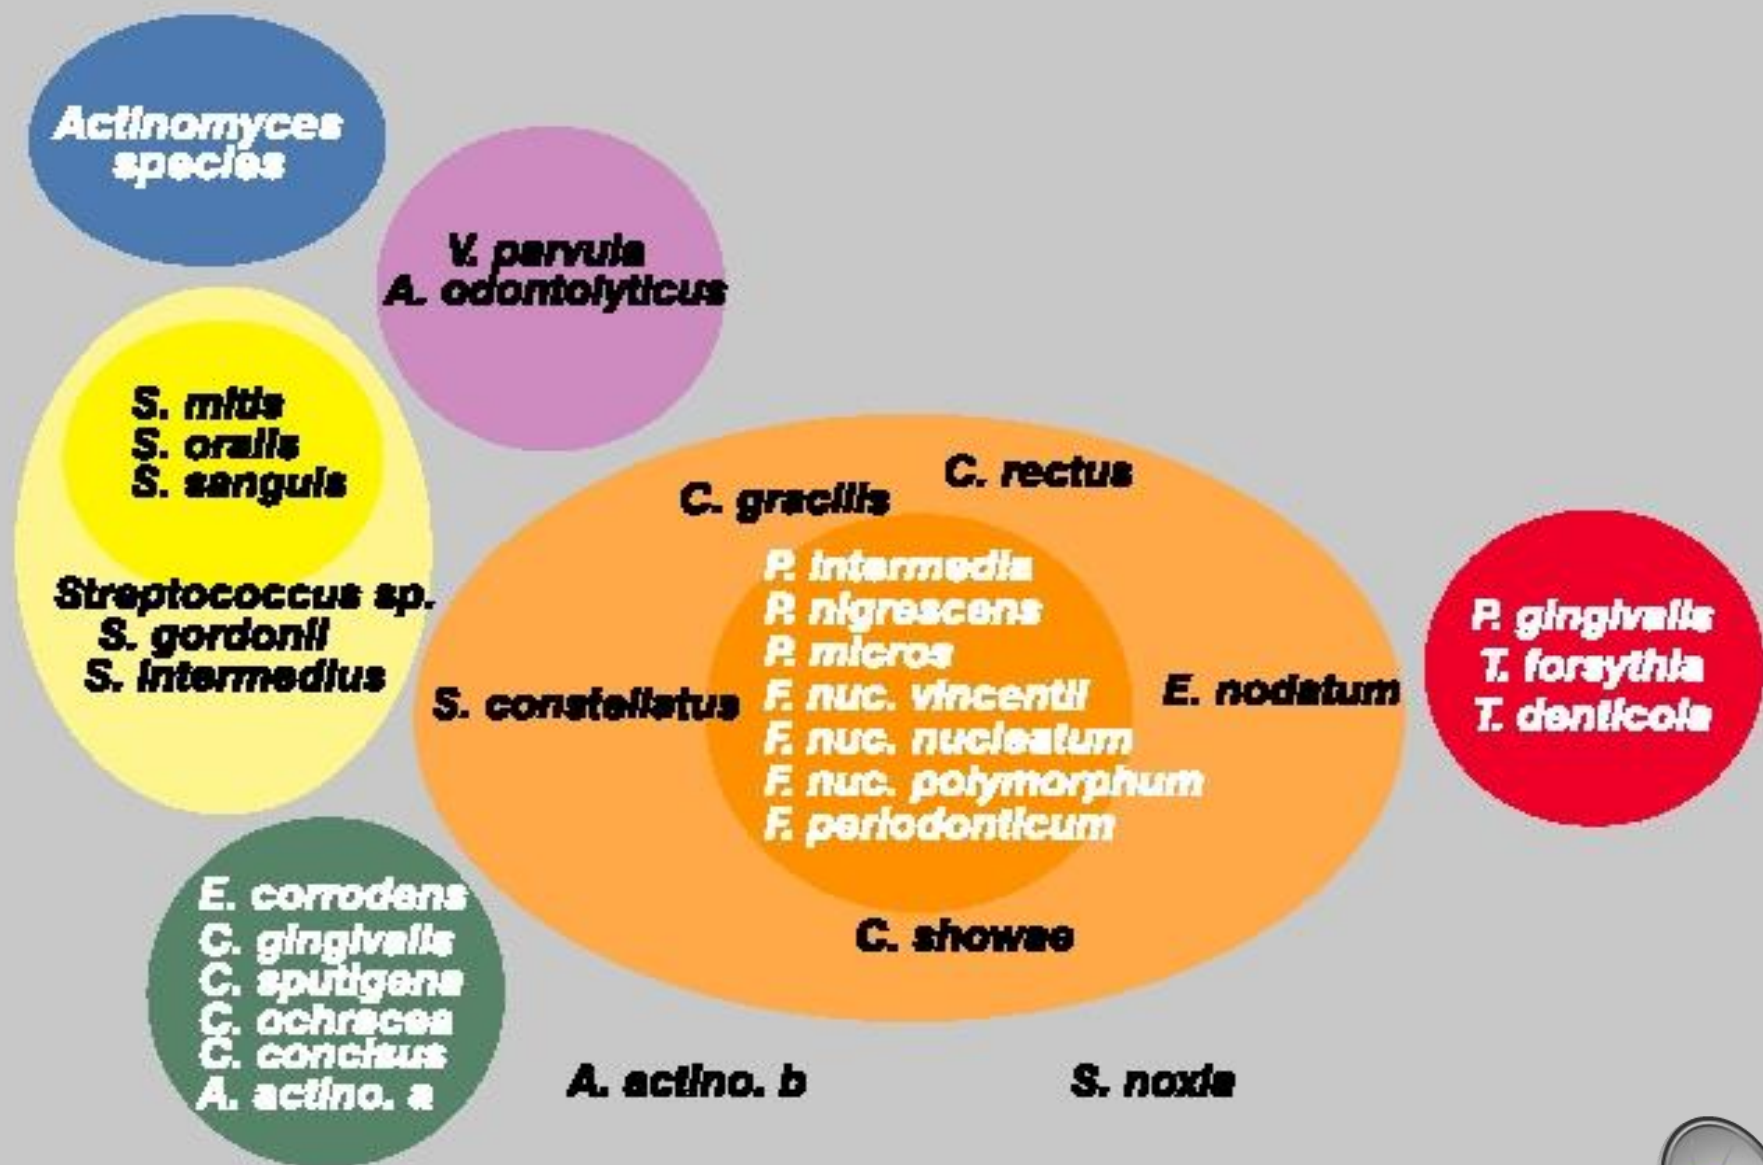 Actinomyces
species
V. parvula
A. odontolyticus
S. mitis
S. oralis
S. sanguis
Streptococcus sp.
S. gordonii
S. intermedius
C. gracilis
C. rectus
P. intermedia
P. nigrescens
P. micros
F. nuc. vincentii
F. nuc. nucleatum
F. nuc. polymorphum
F. periodonticum
S. constellatus
E. nodatum
C. showae
P. gingivalis
T. forsythia
T. denticola
E. corrodens
C. gingivalis
C. sputigena
C. ochracea
C. concisus
A. actino. a
A. actino. b
S. noxia